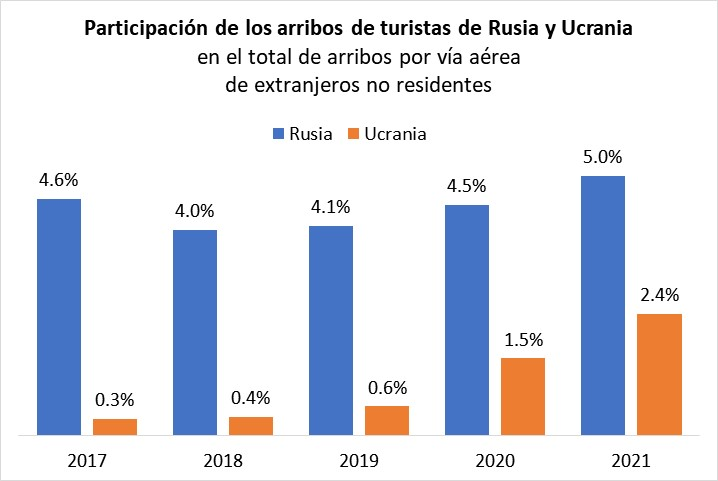 Participación de los arribos de turistas de Rusia y Ucrania
en el total de arribos por vía aérea
de extranjeros no residentes
Rusia Ucrania
4.6% 0.3% 4.0% 0.4% 4.1% 0.6% 4.5% 1.5% 5.0% 2.4%
2017 2018 2019 2020 2021